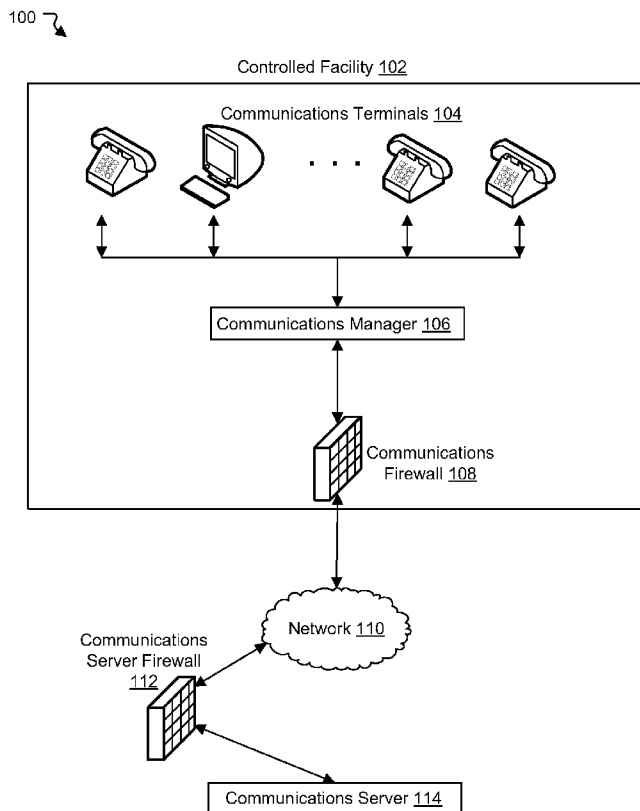 100
Controlled Facility 102
Communications Terminals 104
. . .
Communications Manager 106
Communications
Firewall 108
Network 110
Communications
Server Firewall
112
Communications Server 114